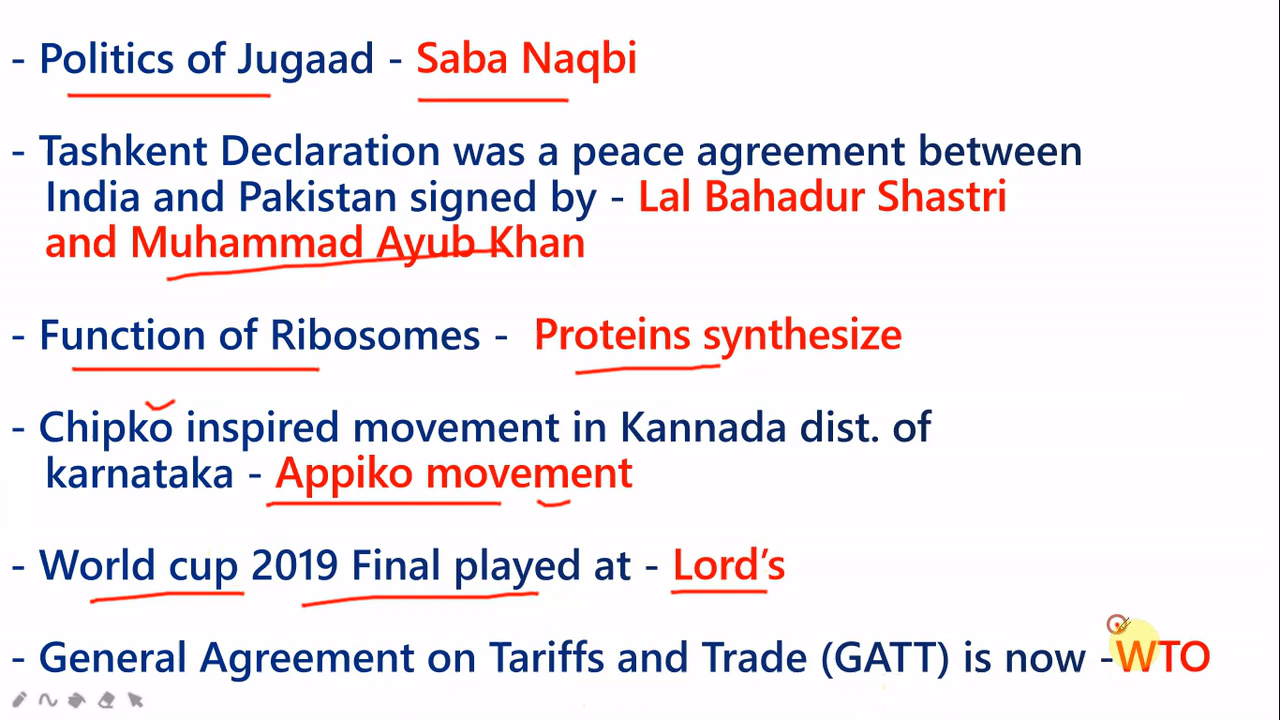 - Politics of Jugaad - Saba Naqbi
- Tashkent Declaration was a peace agreement between
India and Pakistan signed by - Lal Bahadur Shastri
and Muhammad Ayub Khan
- Function of Ribosomes - Proteins synthesize
- Chipko inspired movement in Kannada dist. of
karnataka - Appiko movement
- World cup 2019 Final played at - Lord's
- General Agreement on Tariffs and Trade (GATT) is now -WTO